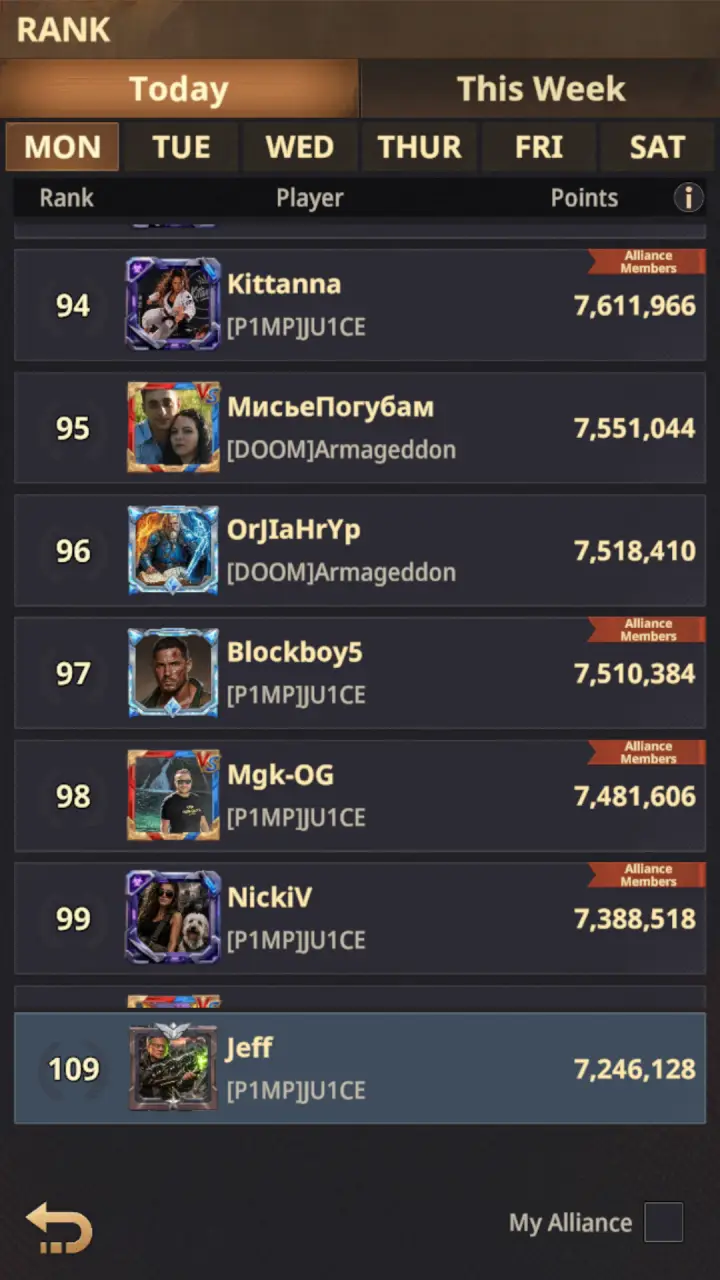 RANK
Today
This Week
MON
TUE
WED
THUR
FRI
SAT
Rank
Player
Points
94
Kittanna
[P1MP]JU1CE
Alliance
Members
7,611,966
95
МисьеПогубам
[DOOM]Armageddon
7,551,044
VS
96
OrJIaHrYp
[DOOM]Armageddon
7,518,410
97
Blockboy5
[P1MP]JU1CE
Alliance
Members
7,510,384
98
Mgk-OG
[P1MP]JU1CE
Alliance
Members
7,481,606
VS
99
NickiV
[P1MP]JU1CE
Alliance
Members
7,388,518
109
Jeff
[P1MP]JU1CE
7,246,128
My Alliance